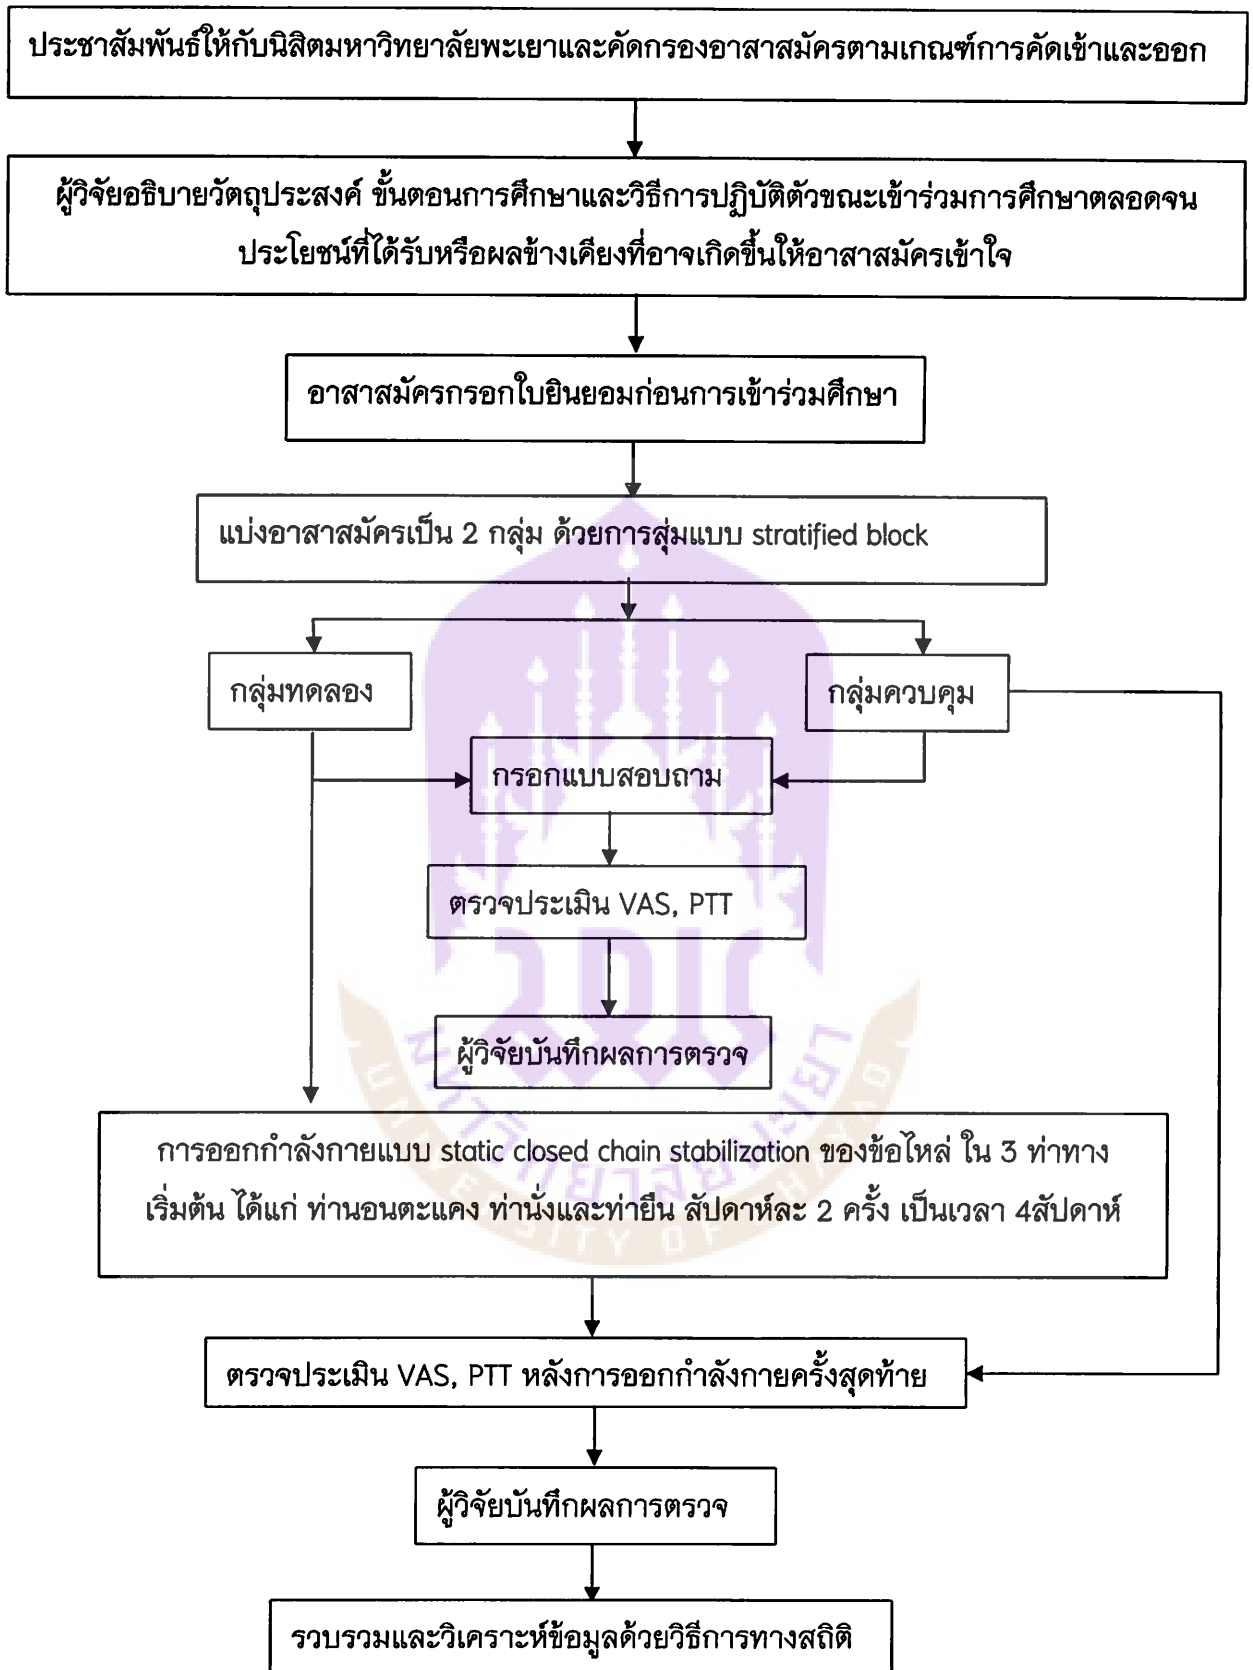 ประชาสัมพันธ์ให้กับนิสิตมหาวิทยาลัยพะเยาและคัดกรองอาสาสมัครตามเกณฑ์การคัดเข้าและออก
ผู้วิจัยอธิบายวัตถุประสงค์ ขั้นตอนการศึกษาและวิธีการปฏิบัติตัวขณะเข้าร่วมการศึกษาตลอดจน
ประโยชน์ที่ได้รับหรือผลข้างเคียงที่อาจเกิดขึ้นให้อาสาสมัครเข้าใจ
อาสาสมัครกรอกใบยินยอมก่อนการเข้าร่วมศึกษา
แบ่งอาสาสมัครเป็น 2 กลุ่ม ด้วยการสุ่มแบบ stratified block
กลุ่มทดลอง
กลุ่มควบคุม
กรอกแบบสอบถาม
ตรวจประเมิน VAS, PTT
ผู้วิจัยบันทึกผลการตรวจ
การออกกำลังกายแบบ static closed chain stabilization ของข้อไหล่ ใน 3 ท่าทาง
เริ่มต้น ได้แก่ ท่านอนตะแคง ท่านั่งและท่ายืน สัปดาห์ละ 2 ครั้ง เป็นเวลา 4สัปดาห์
มหาวิทยาลัยพะเยา
UNIVERSITY OF PHAYAO
ตรวจประเมิน VAS, PTT หลังการออกกำลังกายครั้งสุดท้าย
ผู้วิจัยบันทึกผลการตรวจ
รวบรวมและวิเคราะห์ข้อมูลด้วยวิธีการทางสถิติ